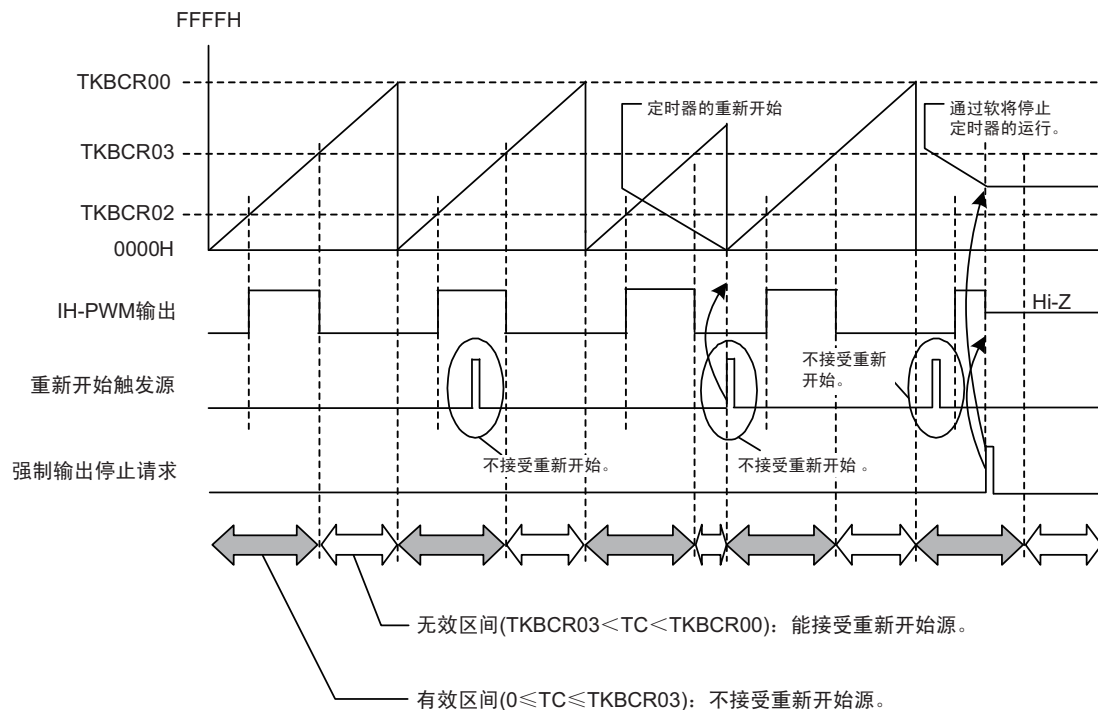 FFFFH
TKBCR00
定时器的重新开始
通过软将停止
定时器的运行。
TKBCR03
TKBCR02
0000H
IH-PWM输出
Hi-Z
重新开始触发源
不接受重新
开始。
不接受重新开始。
不接受重新开始 。
强制输出停止请求
无效区间(TKBCR03＜TC＜TKBCR00)：能接受重新开始源。
有效区间(0≤TC≤TKBCR03)：不接受重新开始源。